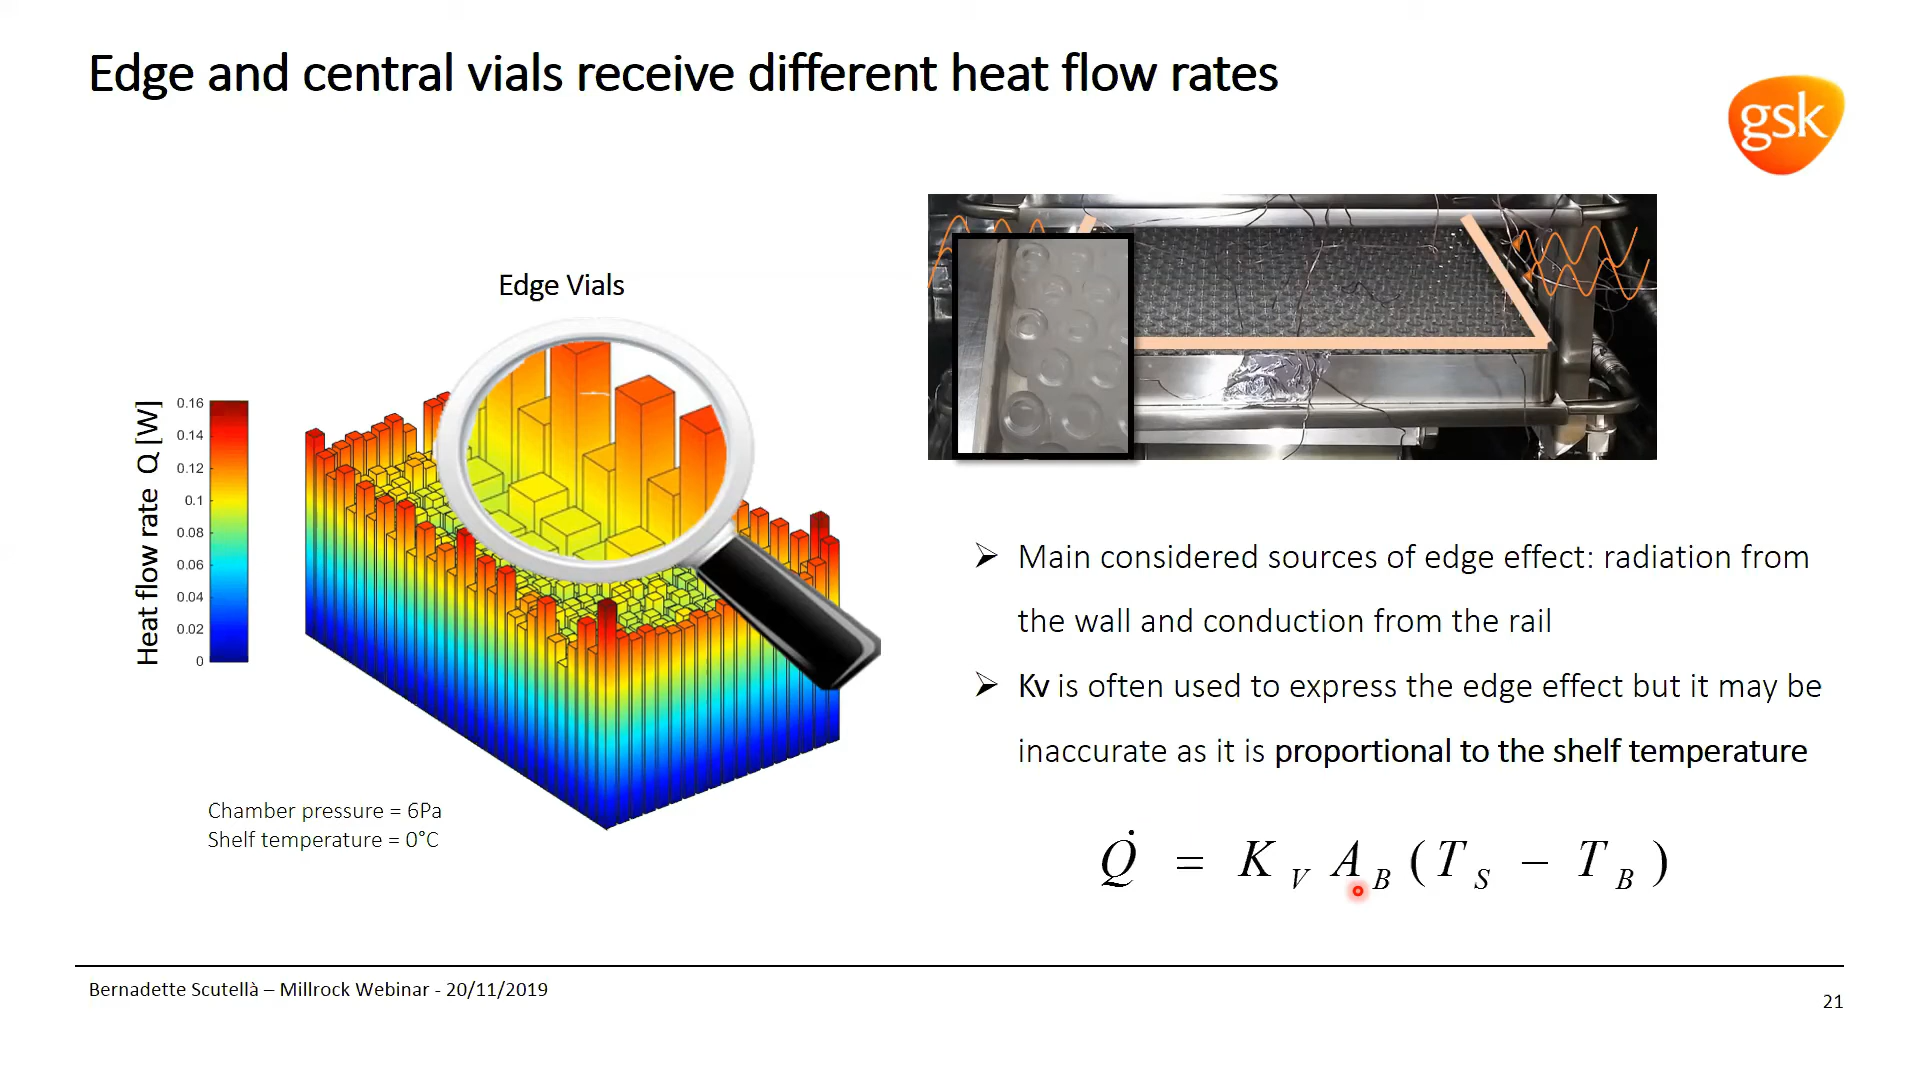 Edge and central vials receive different heat flow rates
gsk
Edge Vials
Heat flow rate Q [W]
0.16
0.14
0.12
0.1
0.08
0.06
0.04
0.02
0
Chamber pressure = 6Pa
Shelf temperature = 0°C
➢ Main considered sources of edge effect: radiation from
the wall and conduction from the rail
➢ Kv is often used to express the edge effect but it may be
inaccurate as it is proportional to the shelf temperature
Q̇ = K_V A_B (T_S − T_B)
Bernadette Scutellà – Millrock Webinar - 20/11/2019
21